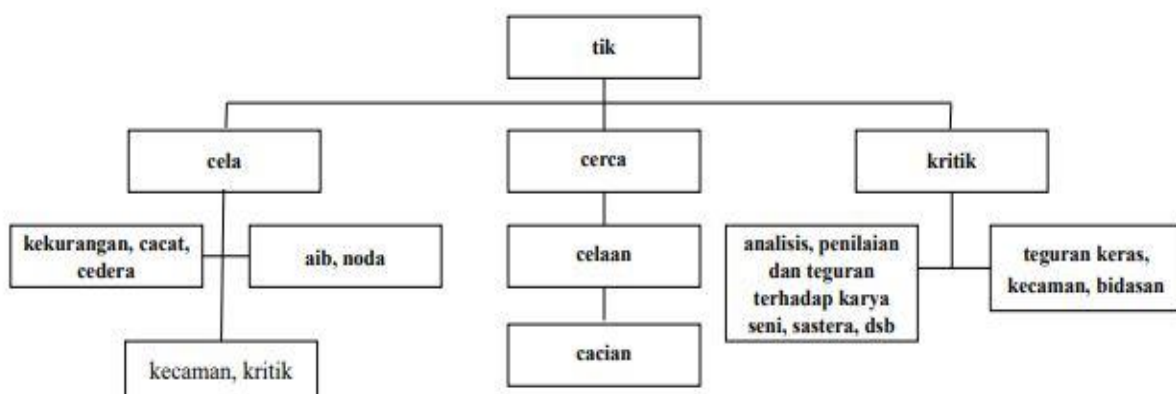 tik
cela
cerca
kritik
kekurangan, cacat,
cedera
aib, noda
kecaman, kritik
celaan
cacian
analisis, penilaian
dan teguran
terhadap karya
seni, sastera, dsb
teguran keras,
kecaman, bidasan